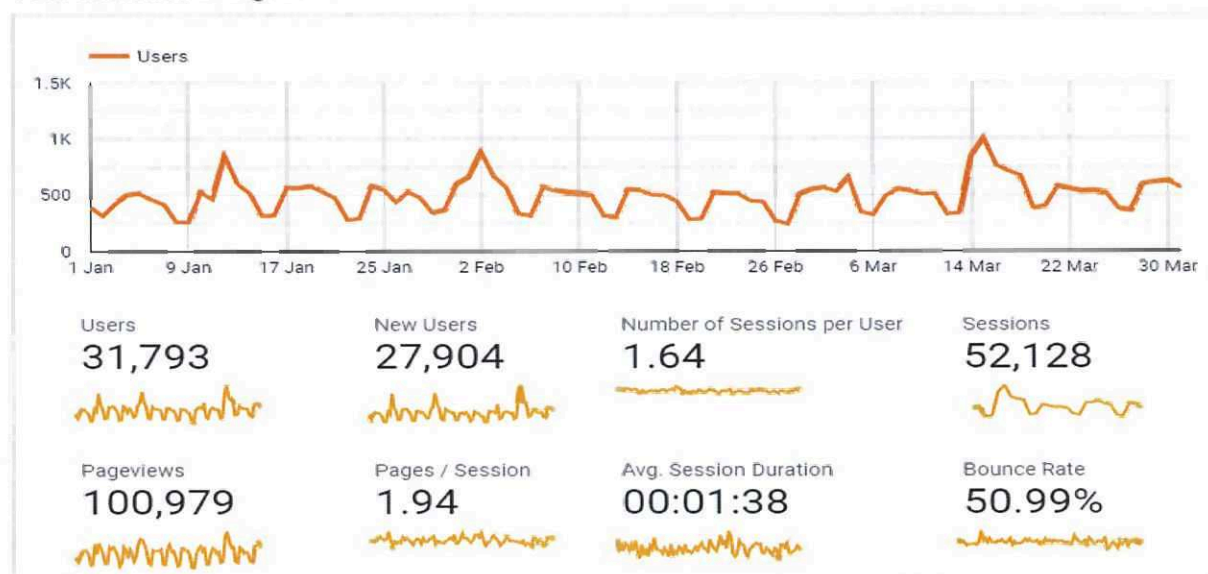 Users
1.5K
1K
500
0
1 Jan 9 Jan 17 Jan 25 Jan 2 Feb 10 Feb 18 Feb 26 Feb 6 Mar 14 Mar 22 Mar 30 Mar
Users New Users Number of Sessions per User Sessions
31,793 27,904 1.64 52,128
Pageviews Pages / Session Avg. Session Duration Bounce Rate
100,979 1.94 00:01:38 50.99%